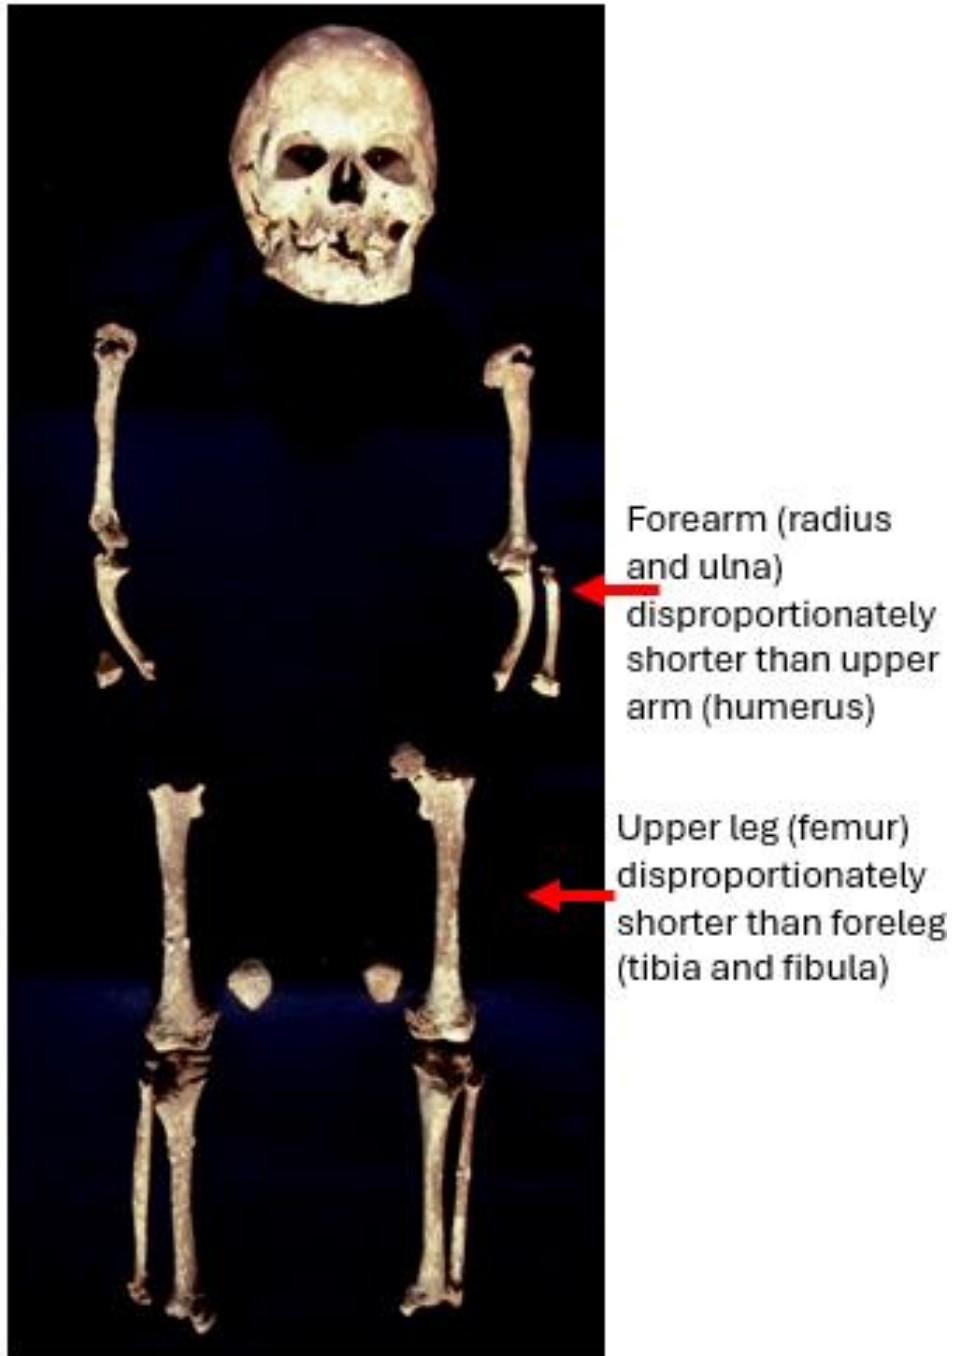 Forearm (radius
and ulna)
disproportionately
shorter than upper
arm (humerus)
Upper leg (femur)
disproportionately
shorter than foreleg
(tibia and fibula)